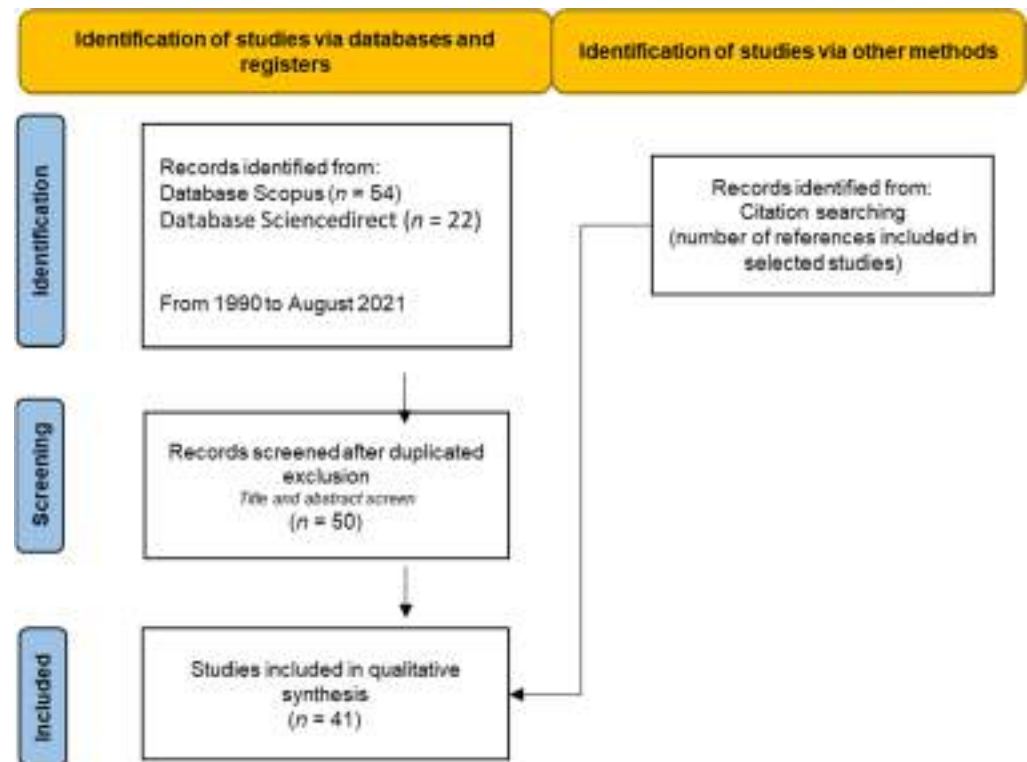 Identification of studies via databases and
registers
Identification of studies via other methods
Identification
Records identified from:
Database Scopus (n = 54)
Database Sciencedirect (n = 22)
From 1990 to August 2021
Records identified from:
Citation searching
(number of references included in
selected studies)
Screening
Records screened after duplicated
exclusion
Title and abstract screen
(n = 50)
Included
Studies included in qualitative
synthesis
(n = 41)